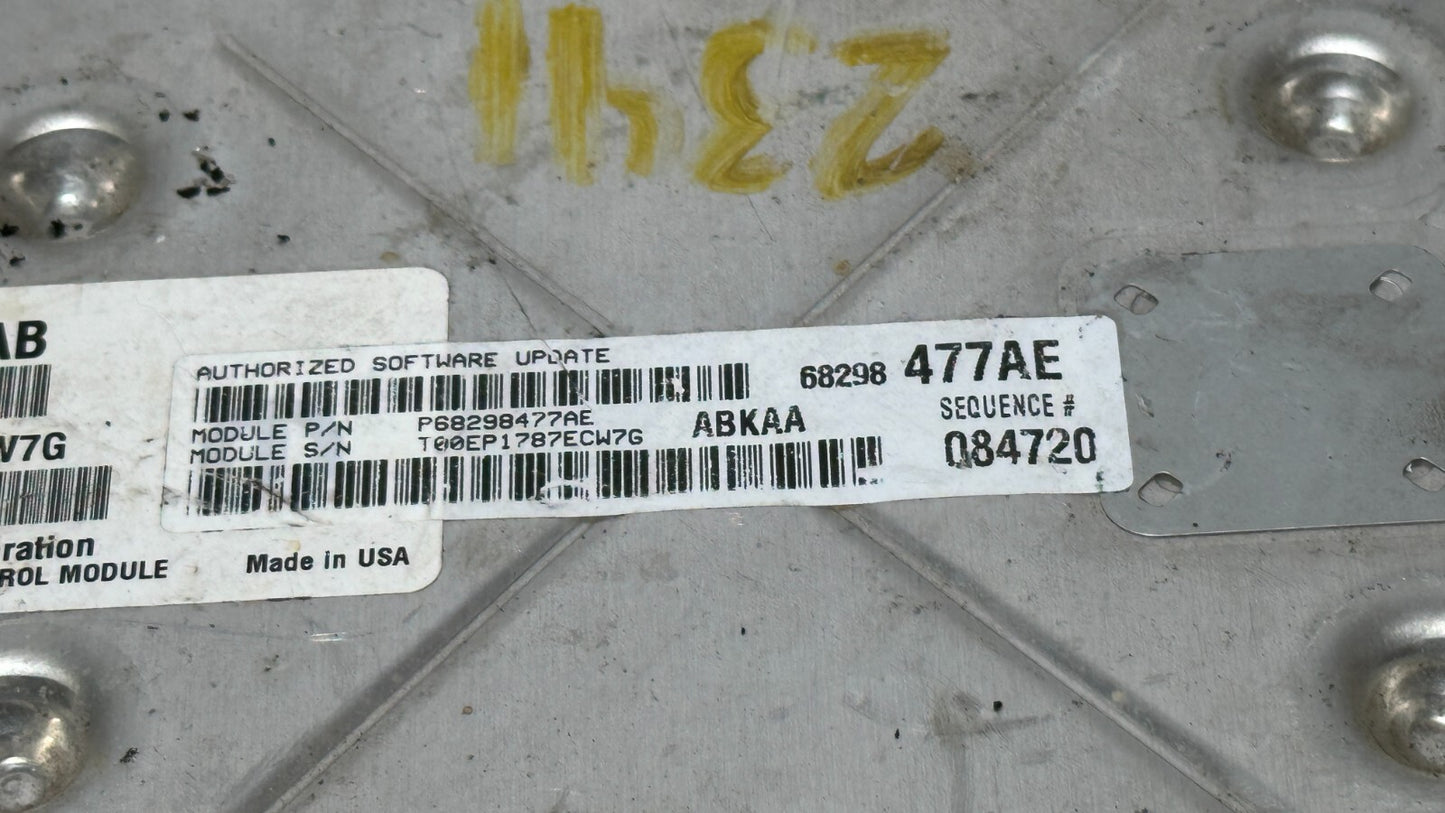 2341
AB
V7G
ration
ROL MODULE
Made in USA
AUTHORIZED SOFTWARE UPDATE
MODULE P/N P68298477AE
MODULE S/N T00EP1787ECW7G
ABKAA
68298 477AE
SEQUENCE #
084720